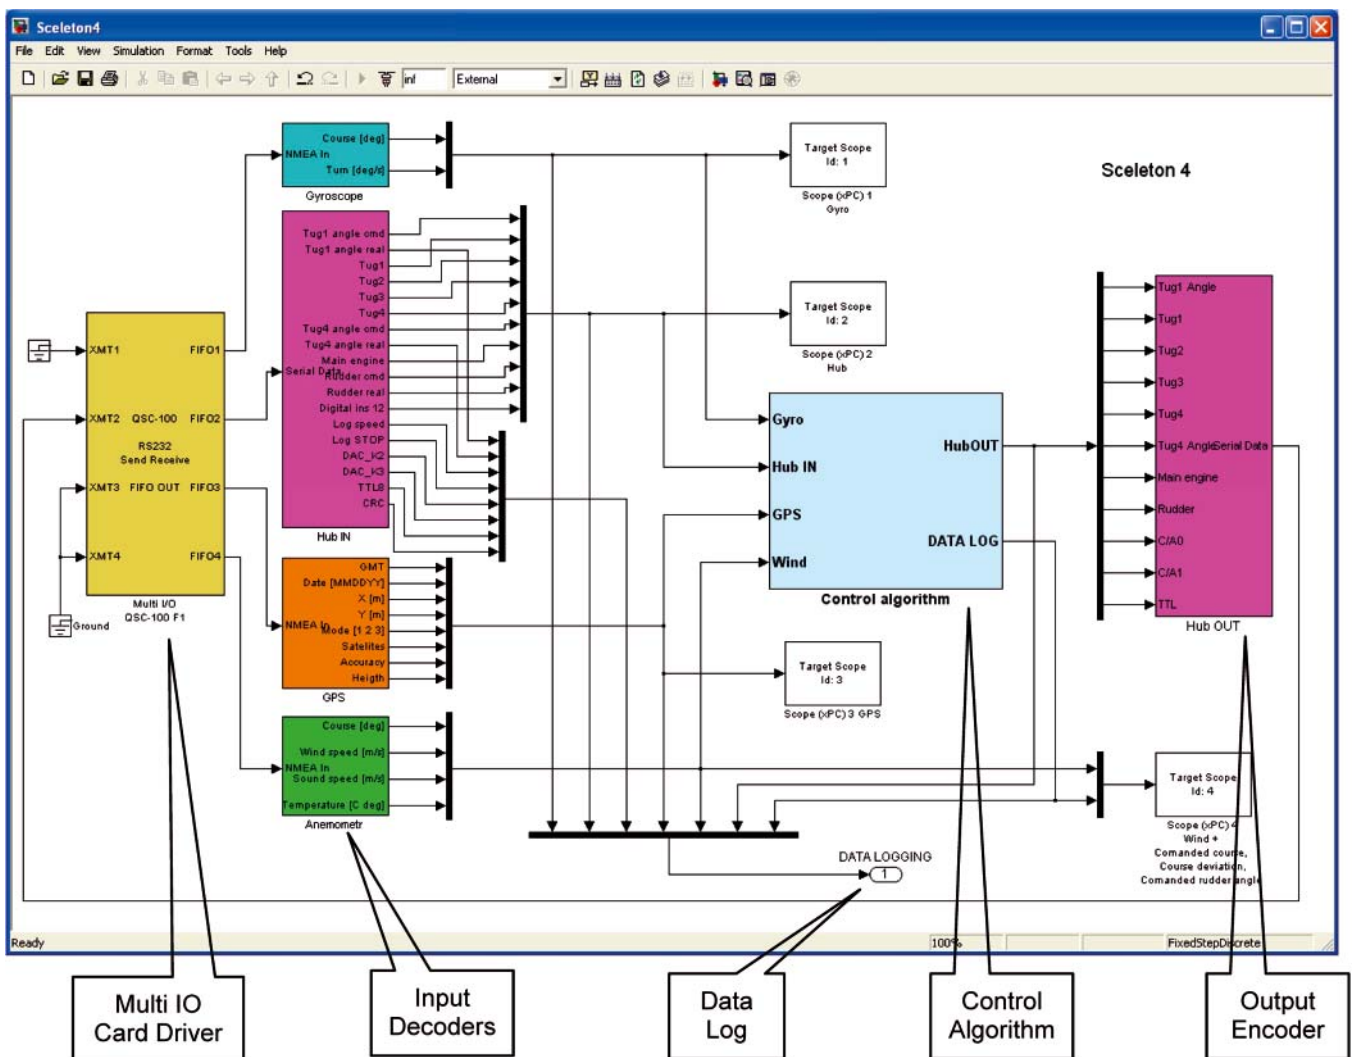 Sceleton4
File Edit View Simulation Format Tools Help
inf External
Sceleton 4
XMT1 FIFO1
XMT2 QSC-100 FIFO2
RS232
Send Receive
XMT3 FIFO OUT FIFO3
XMT4 FIFO4
Multi I/O
QSC-100 F1
Ground
Course [deg]
NMEA In
Turn [deg/s]
Gyroscope
Tug1 angle cmd
Tug1 angle real
Tug1
Tug2
Tug3
Tug4
Tug4 angle cmd
Tug4 angle real
Main engine
Serial Data
Rudder cmd
Rudder real
Digital ins 12
Log speed
Log STOP
DAC_k2
DAC_k3
TTL8
CRC
Hub IN
GMT
Date [MMDDYY]
X [m]
Y [m]
NMEA In
Mode [1 2 3]
Satelites
Accuracy
Heigth
GPS
Course [deg]
Wind speed [m/s]
NMEA In
Sound speed [m/s]
Temperature [C deg]
Anemometr
Target Scope
Id: 1
Scope (xPC) 1
Gyro
Target Scope
Id: 2
Scope (xPC) 2
Hub
Gyro
HubOUT
Hub IN
GPS
DATA LOG
Wind
Control algorithm
Target Scope
Id: 3
Scope (xPC) 3 GPS
Tug1 Angle
Tug1
Tug2
Tug3
Tug4
Tug4 Angle Serial Data
Main engine
Rudder
C/A0
C/A1
TTL
Hub OUT
Target Scope
Id: 4
Scope (xPC) 4
Wind +
Comanded course,
Course deviation,
Comanded rudder angle
DATA LOGGING
1
Ready 100% FixedStepDiscrete
Multi IO
Card Driver
Input
Decoders
Data
Log
Control
Algorithm
Output
Encoder